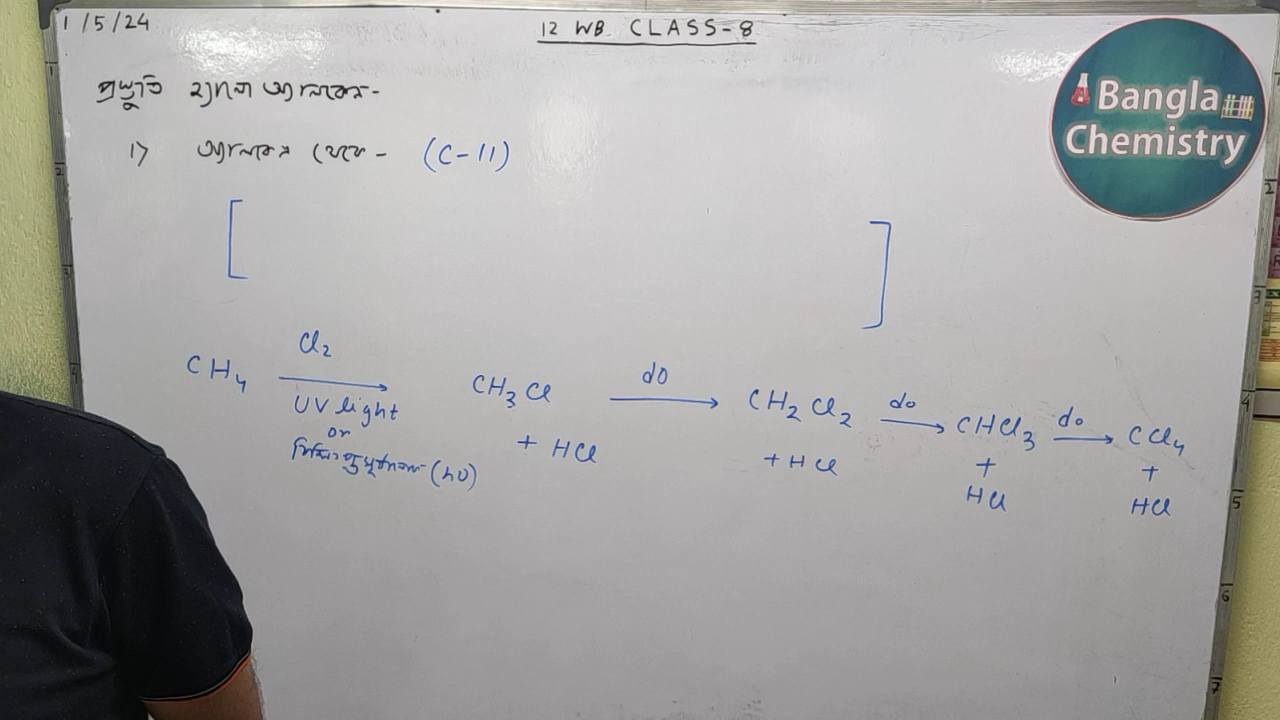 1/5/24
12 WB CLASS-8
Bangla
Chemistry
প্রস্তুতি হ্যালো অ্যালকেন-
1> অ্যালকেন থেকে- (C-11)
[ ]
Cl₂
CH₄ → CH₃Cl do → CH₂Cl₂ do → CHCl₃ do → CCl₄
UV light
or
(hυ)
+ HCl + HCl + HCl + HCl